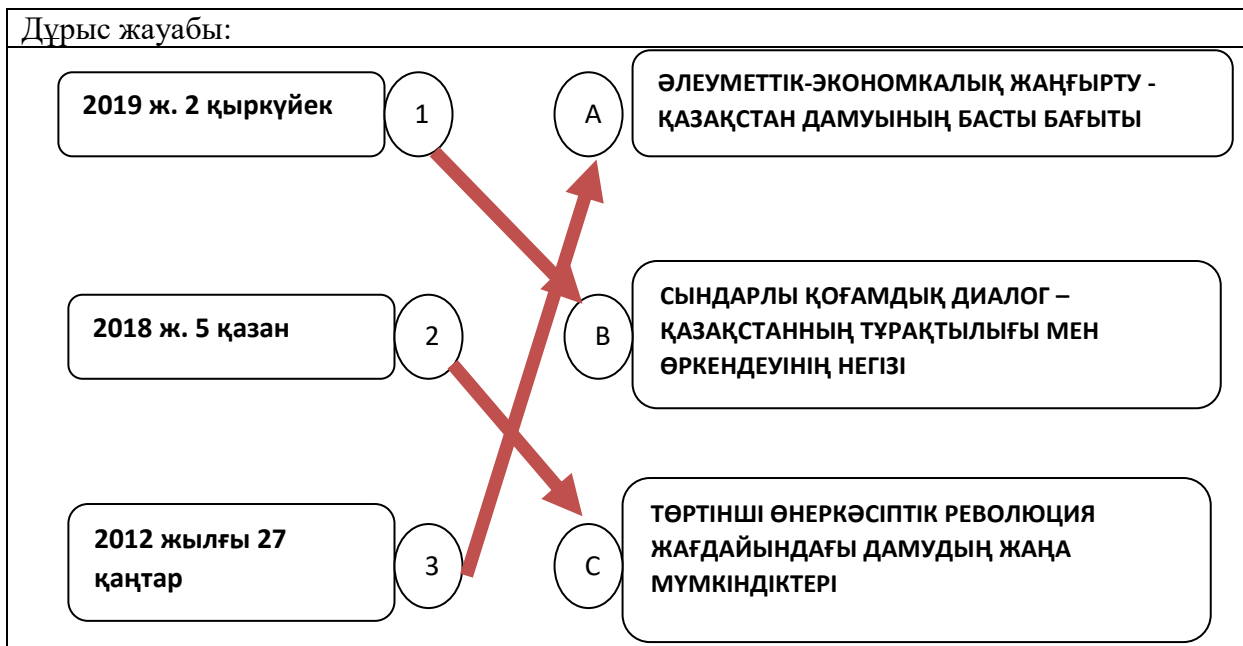 Дұрыс жауабы:
2019 ж. 2 қыркүйек
1
А
ӘЛЕУМЕТТІК-ЭКОНОМКАЛЫҚ ЖАҢҒЫРТУ -
ҚАЗАҚСТАН ДАМУЫНЫҢ БАСТЫ БАҒЫТЫ
2018 ж. 5 қазан
2
В
СЫНДАРЛЫ ҚОҒАМДЫҚ ДИАЛОГ –
ҚАЗАҚСТАННЫҢ ТҰРАҚТЫЛЫҒЫ МЕН
ӨРКЕНДЕУІНІҢ НЕГІЗІ
2012 жылғы 27
қаңтар
3
С
ТӨРТІНШІ ӨНЕРКӘСІПТІК РЕВОЛЮЦИЯ
ЖАҒДАЙЫНДАҒЫ ДАМУДЫҢ ЖАҢА
МҮМКІНДІКТЕРІ